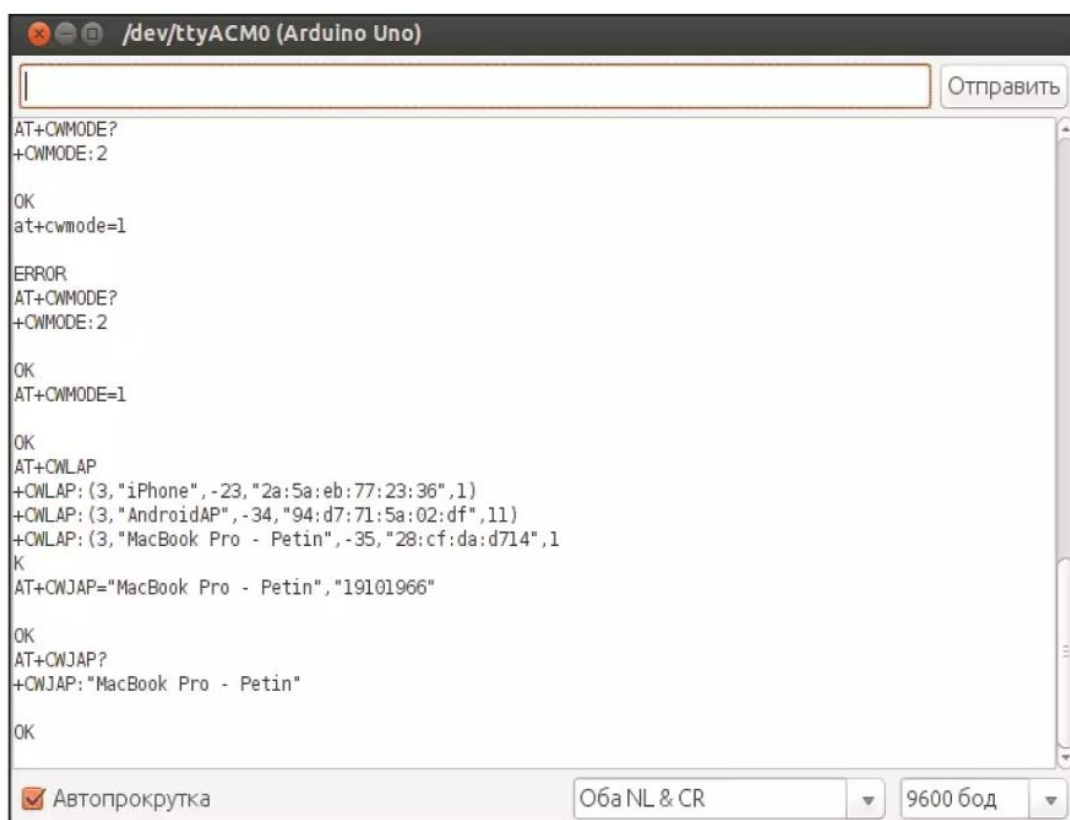 /dev/ttyACM0 (Arduino Uno)
Отправить
AT+CWMODE?
+CWMODE:2
OK
at+cwmode=1
ERROR
AT+CWMODE?
+CWMODE:2
OK
AT+CWMODE=1
OK
AT+CWLAP
+CWLAP:(3,"iPhone",-23,"2a:5a:eb:77:23:36",1)
+CWLAP:(3,"AndroidAP",-34,"94:d7:71:5a:02:df",11)
+CWLAP:(3,"MacBook Pro - Petin",-35,"28:cf:da:d714",1
K
AT+CWJAP="MacBook Pro - Petin","19101966"
OK
AT+CWJAP?
+CWJAP:"MacBook Pro - Petin"
OK
Автопрокрутка
Оба NL & CR
9600 бод